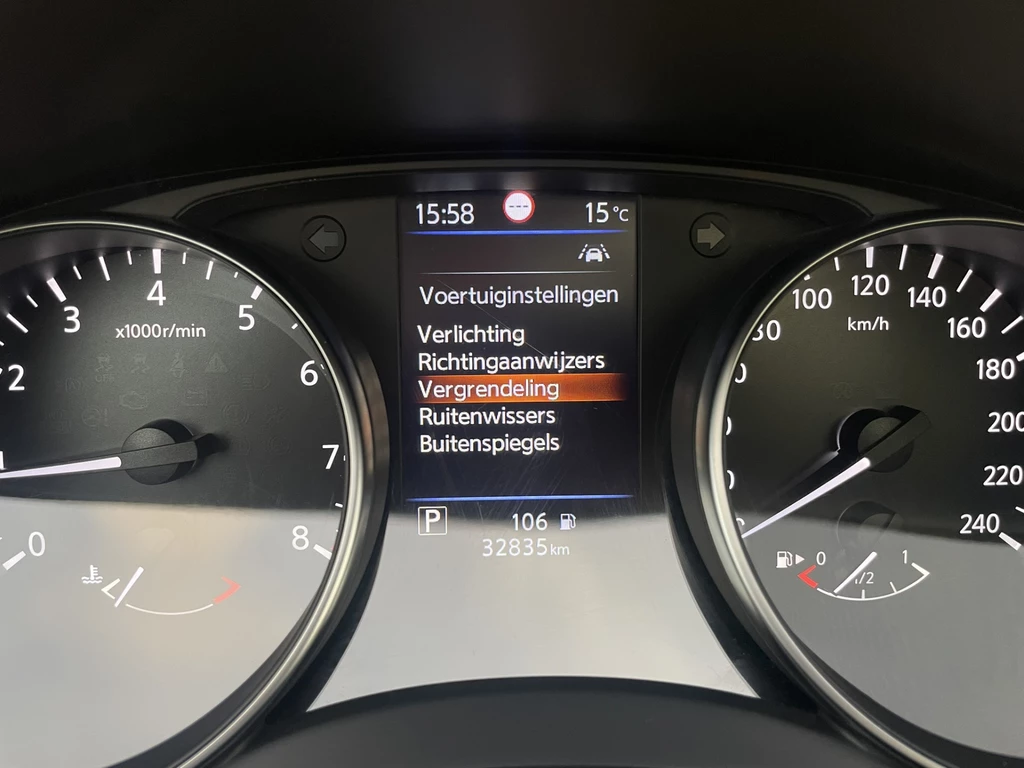 15:58 --- 15°C
Voertuiginstellingen
Verlichting
Richtingaanwijzers
Vergrendeling
Ruitenwissers
Buitenspiegels
P 106
32835 km
x1000r/min
0
2
3
4
5
6
7
8
km/h
100
120
140
160
180
200
220
240
0
1/2
1